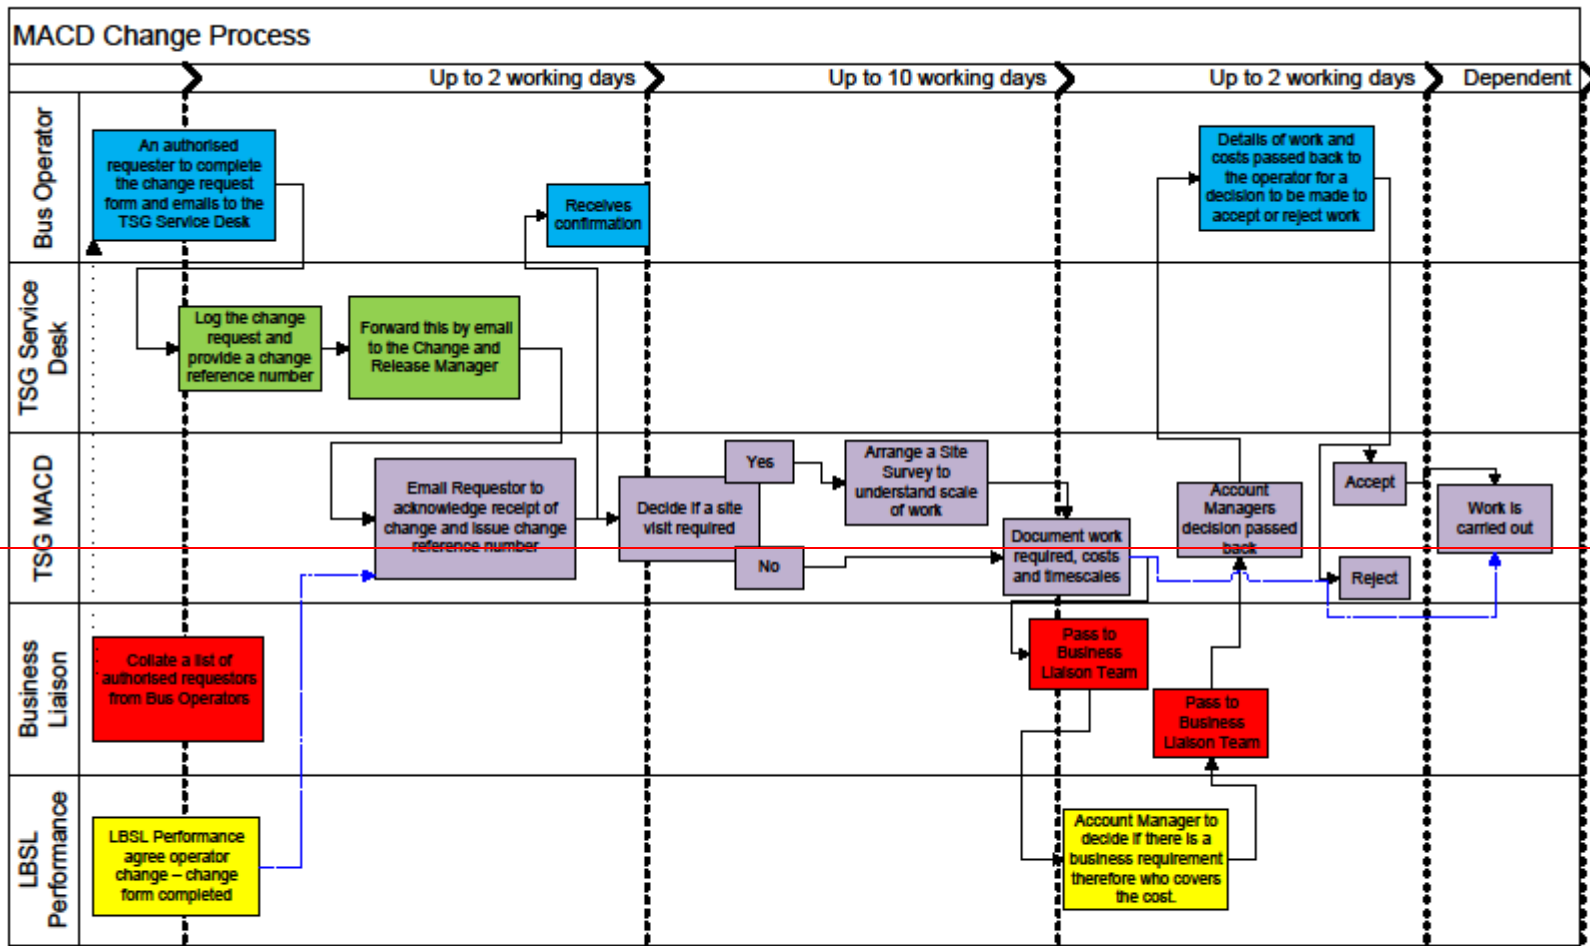 MACD Change Process
Up to 2 working days
Up to 10 working days
Up to 2 working days
Dependent
Bus Operator
An authorised
requester to complete
the change request
form and emails to the
TSG Service Desk
Receives
confirmation
Details of work and
costs passed back to
the operator for a
decision to be made to
accept or reject work
TSG Service
Desk
Log the change
request and
provide a change
reference number
Forward this by email
to the Change and
Release Manager
TSG MACD
Email Requestor to
acknowledge receipt of
change and issue change
reference number
Decide if a site
visit required
Yes
No
Arrange a Site
Survey to
understand scale
of work
Document work
required, costs
and timescales
Account
Managers
decision passed
back
Accept
Reject
Work is
carried out
Business
Liaison
Collate a list of
authorised requestors
from Bus Operators
Pass to
Business
Liaison Team
Pass to
Business
Liaison Team
LBSL
Performance
LBSL Performance
agree operator
change – change
form completed
Account Manager to
decide if there is a
business requirement
therefore who covers
the cost.